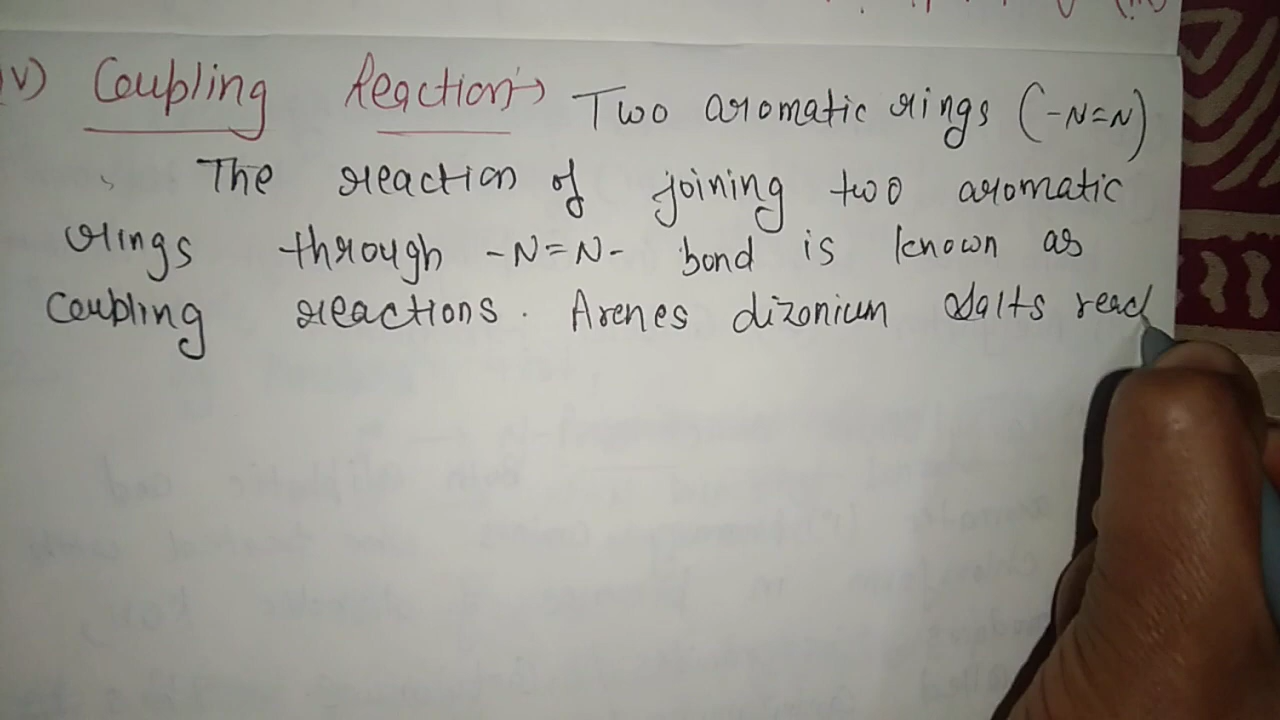 V) Coupling Reaction→ Two aromatic rings (-N=N)
The reaction of joining two aromatic
rings through -N=N- bond is known as
Coupling reactions. Arenes dizonium Salts reac